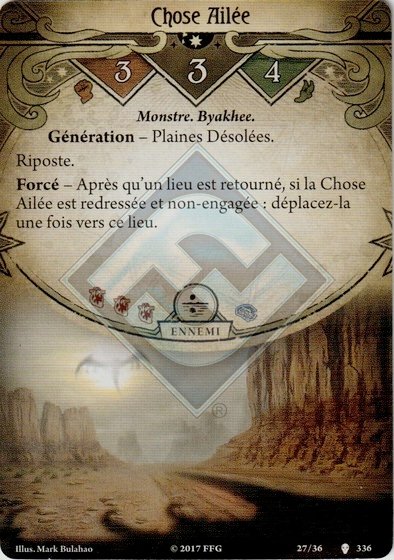 Chose Ailée
3 3 4
Monstre. Byakhee.
Génération – Plaines Désolées.
Riposte.
Forcé – Après qu'un lieu est retourné, si la Chose
Ailée est redressée et non-engagée : déplacez-la
une fois vers ce lieu.
ENNEMI
®
Illus. Mark Bulahao © 2017 FFG 27/36 336